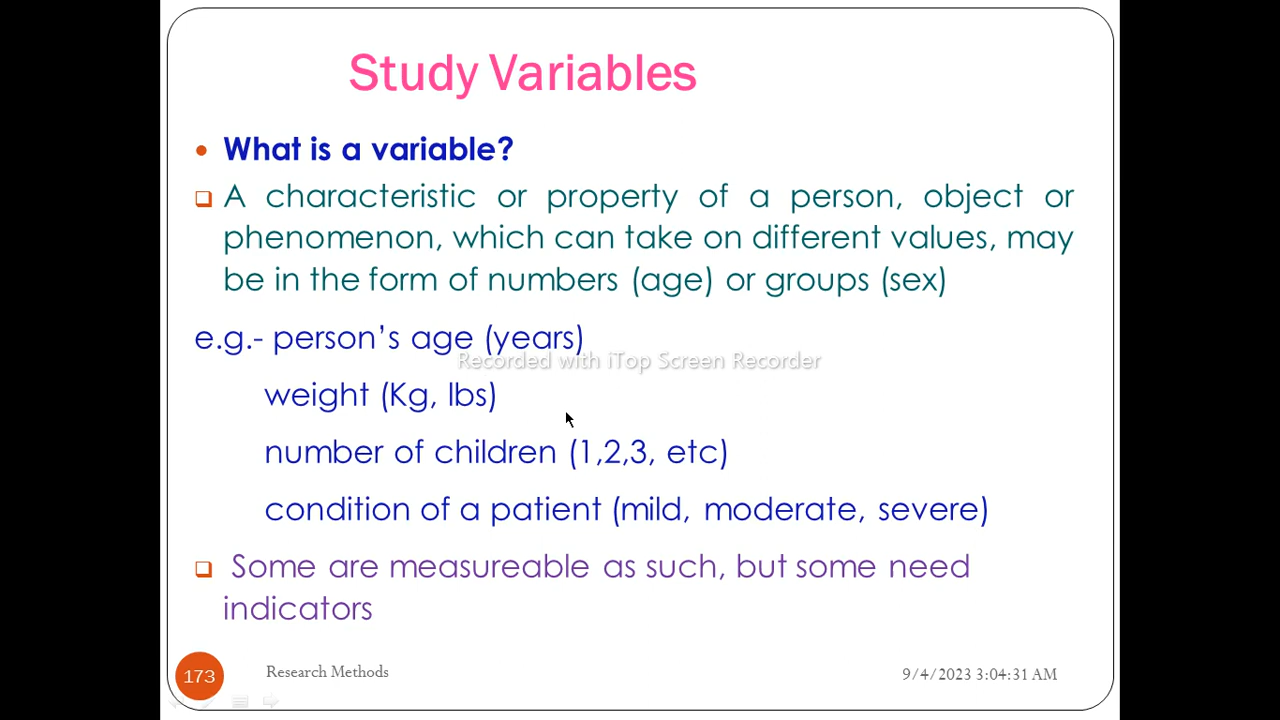 Study Variables
What is a variable?
A characteristic or property of a person, object or
phenomenon, which can take on different values, may
be in the form of numbers (age) or groups (sex)
e.g.- person’s age (years)
Recorded with iTop Screen Recorder
weight (Kg, lbs)
number of children (1,2,3, etc)
condition of a patient (mild, moderate, severe)
Some are measureable as such, but some need
indicators
173
Research Methods
9/4/2023 3:04:31 AM